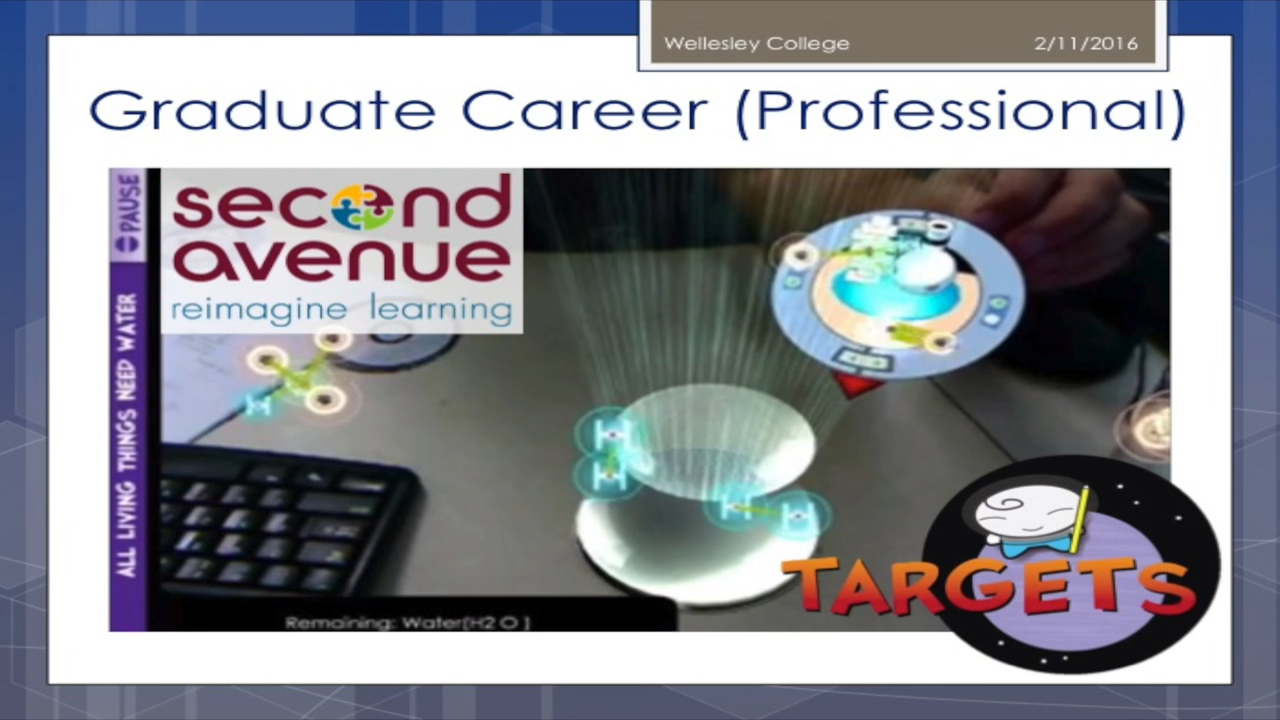 Wellesley College 2/11/2016
Graduate Career (Professional)
PAUSE
second
avenue
reimagine learning
ALL LIVING THINGS NEED WATER
H
H
H
H
H
TARGETS
Remaining: Water[H2 O ]